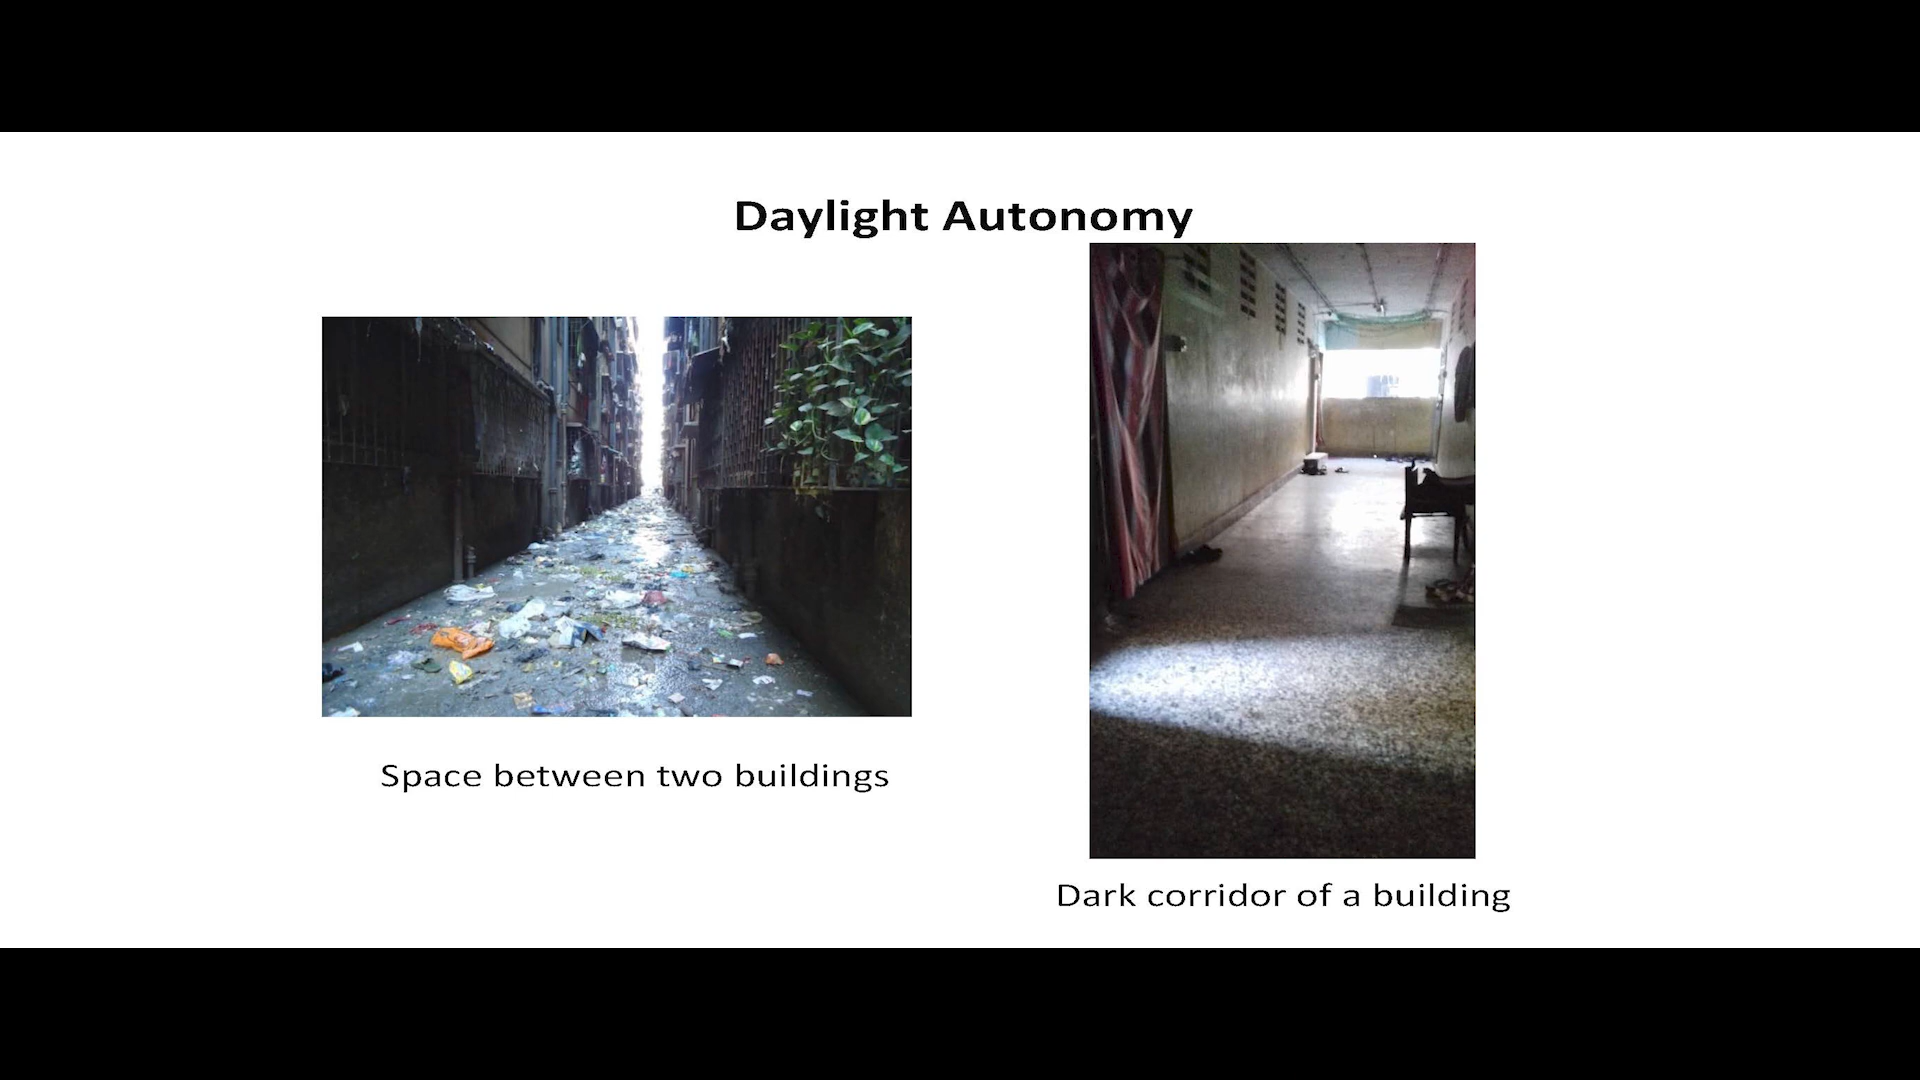 Daylight Autonomy
Space between two buildings
Dark corridor of a building